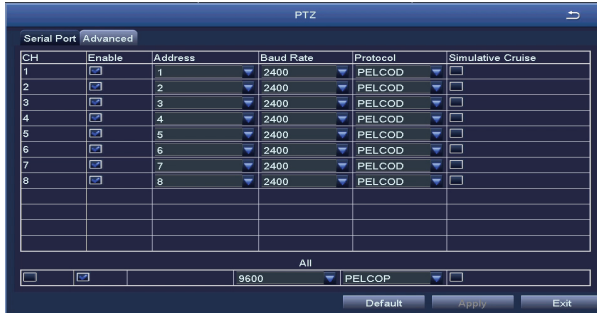 PTZ
Serial Port Advanced
CH Enable Address Baud Rate Protocol Simulative Cruise
1 1 2400 PELCOD
2 2 2400 PELCOD
3 3 2400 PELCOD
4 4 2400 PELCOD
5 5 2400 PELCOD
6 6 2400 PELCOD
7 7 2400 PELCOD
8 8 2400 PELCOD
All
9600 PELCOP
Default Apply Exit